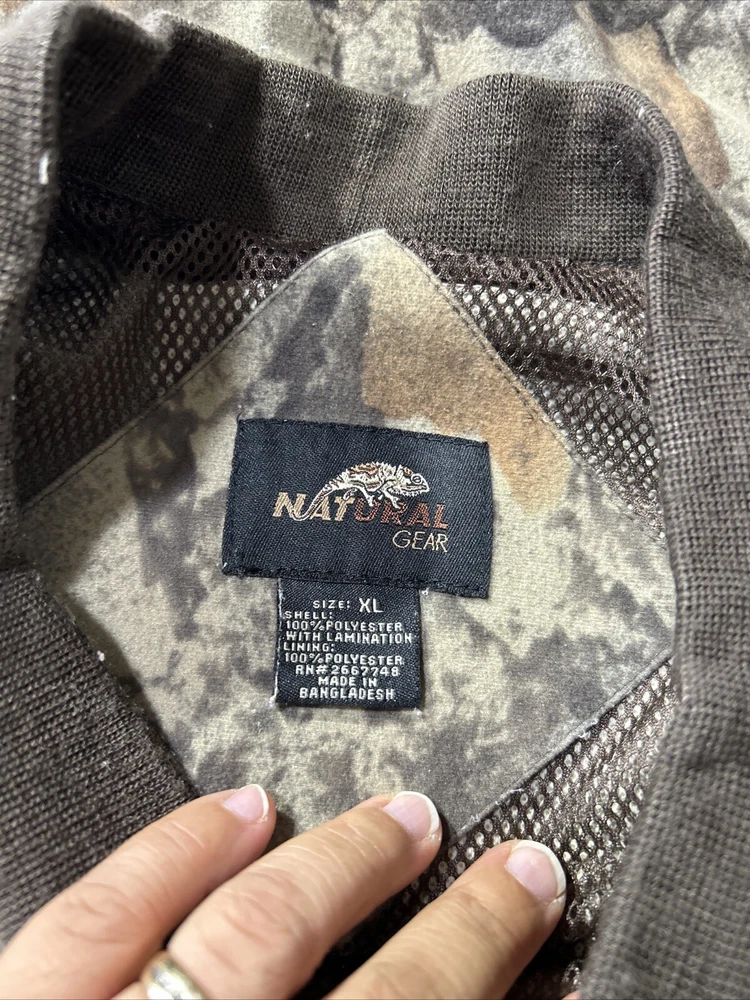 NATURAL
GEAR
SIZE: XL
SHELL:
100%POLYESTER
WITH LAMINATION
LINING:
100%POLYESTER
RN#2667748
MADE IN
BANGLADESH